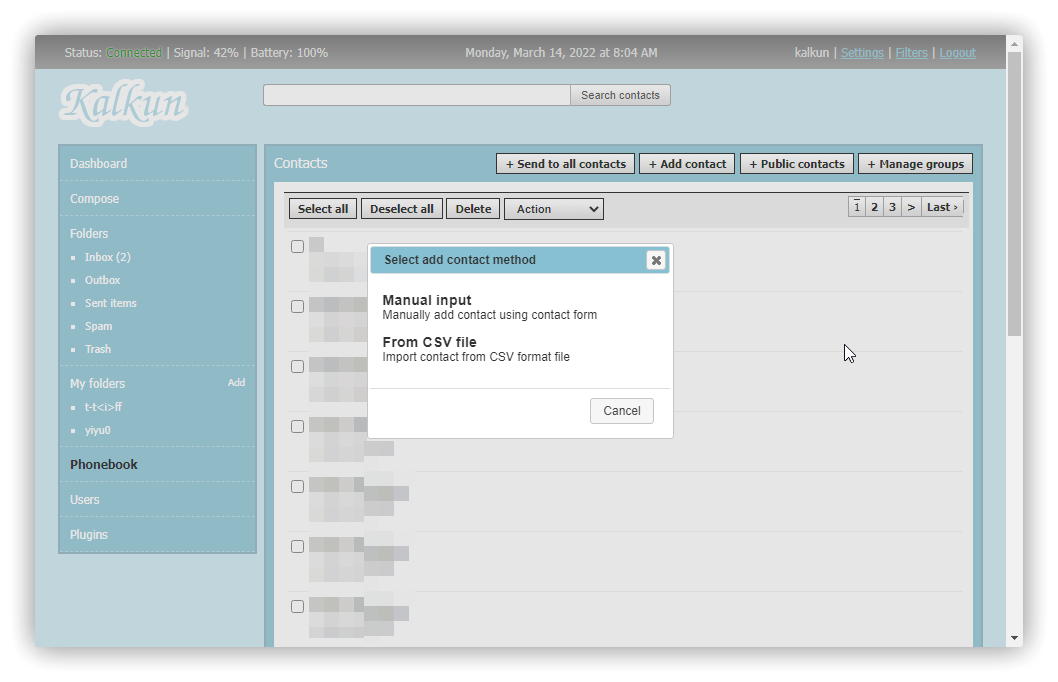 Status: Connected | Signal: 42% | Battery: 100%
Monday, March 14, 2022 at 8:04 AM
kalkun | Settings | Filters | Logout
Kalkun
Search contacts
Dashboard
Compose
Folders
Inbox (2)
Outbox
Sent items
Spam
Trash
My folders
Add
t-t<i>ff
yiyu0
Phonebook
Users
Plugins
Contacts
+ Send to all contacts
+ Add contact
+ Public contacts
+ Manage groups
Select all
Deselect all
Delete
Action
1 2 3 > Last ›
Select add contact method
Manual input
Manually add contact using contact form
From CSV file
Import contact from CSV format file
Cancel